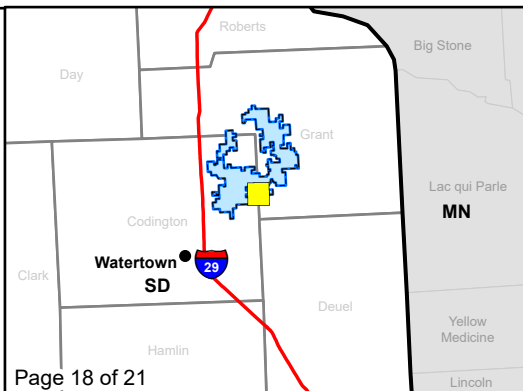 Roberts
Big Stone
Day
Grant
Lac qui Parle
MN
Codington
Watertown
SD
29
Clark
Deuel
Yellow
Medicine
Hamlin
Page 18 of 21
Lincoln